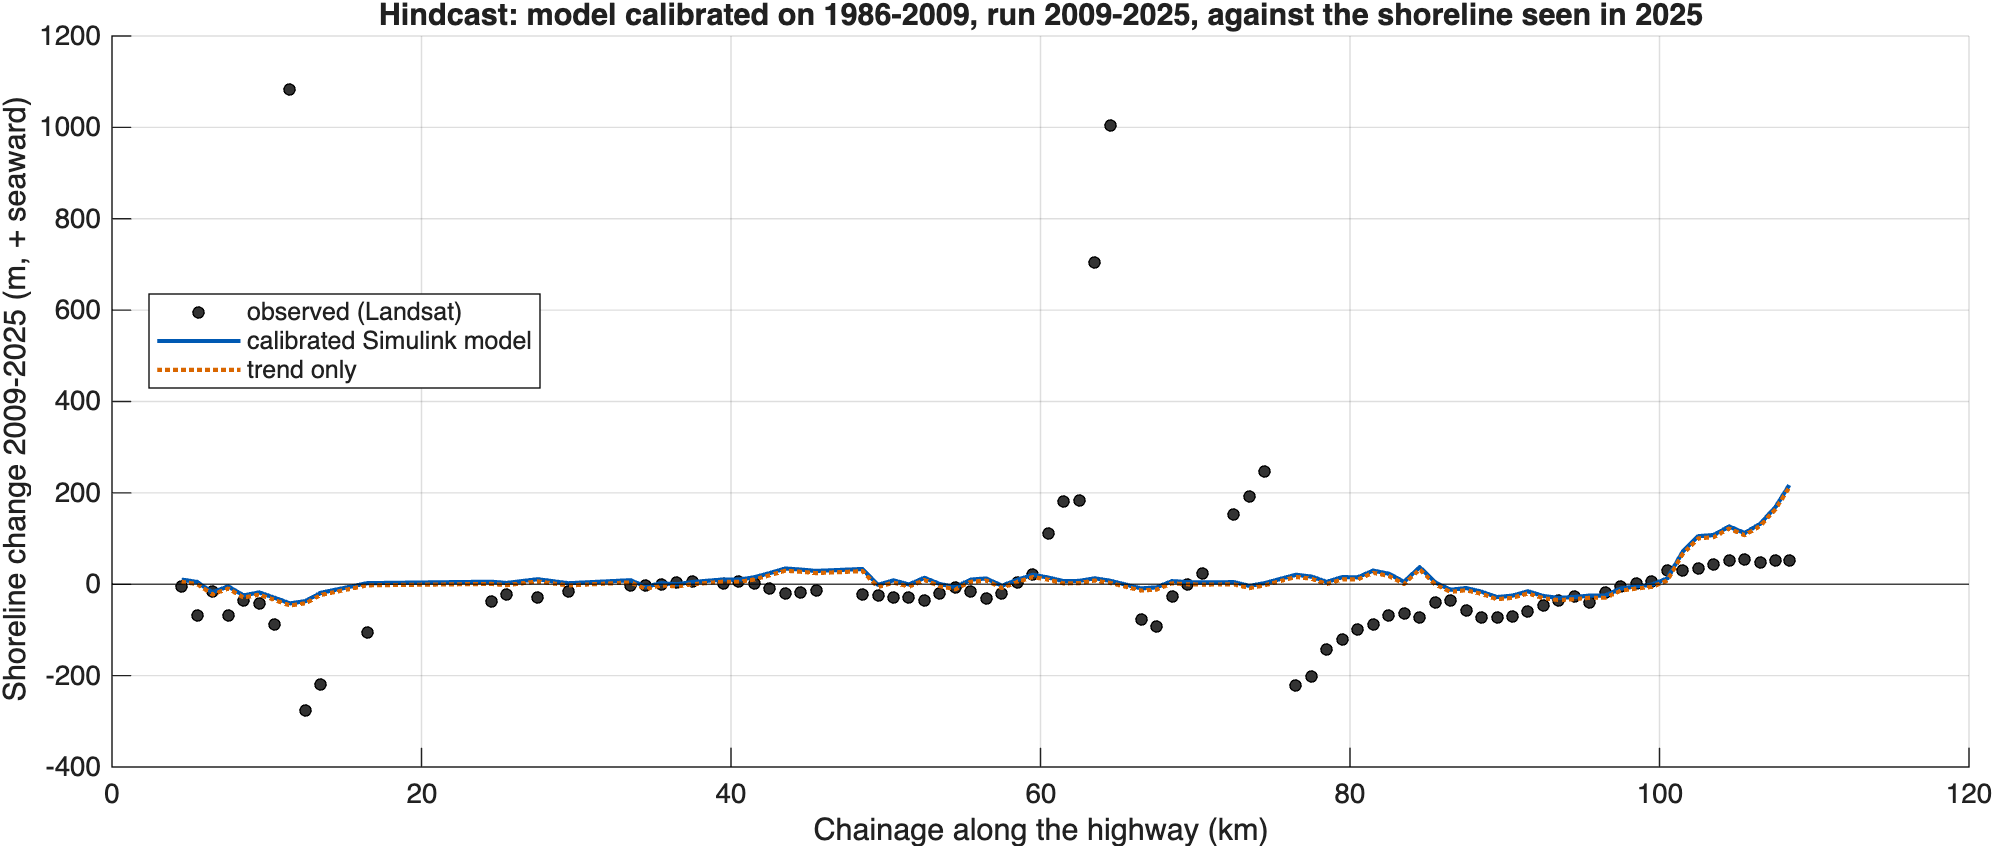 Hindcast: model calibrated on 1986-2009, run 2009-2025, against the shoreline seen in 2025
Shoreline change 2009-2025 (m, + seaward)
1200
1000
800
600
400
200
0
-200
-400
observed (Landsat)
calibrated Simulink model
trend only
0 20 40 60 80 100 120
Chainage along the highway (km)